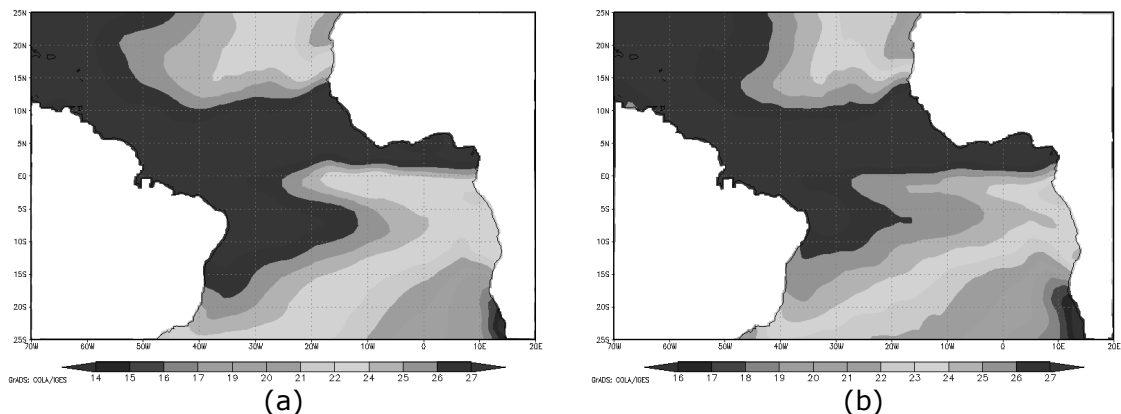 25N
20N
15N
10N
5N
EQ
5S
10S
15S
20S
25S
70W 60W 50W 40W 30W 20W 10W 0 10E 20E
14 15 16 17 19 20 21 22 24 25 26 27
GrADS: COLA/IGES
(a)
25N
20N
15N
10N
5N
EQ
5S
10S
15S
20S
25S
70W 60W 50W 40W 30W 20W 10W 0 10E 20E
16 17 18 19 20 21 22 23 24 25 26 27
GrADS: COLA/IGES
(b)